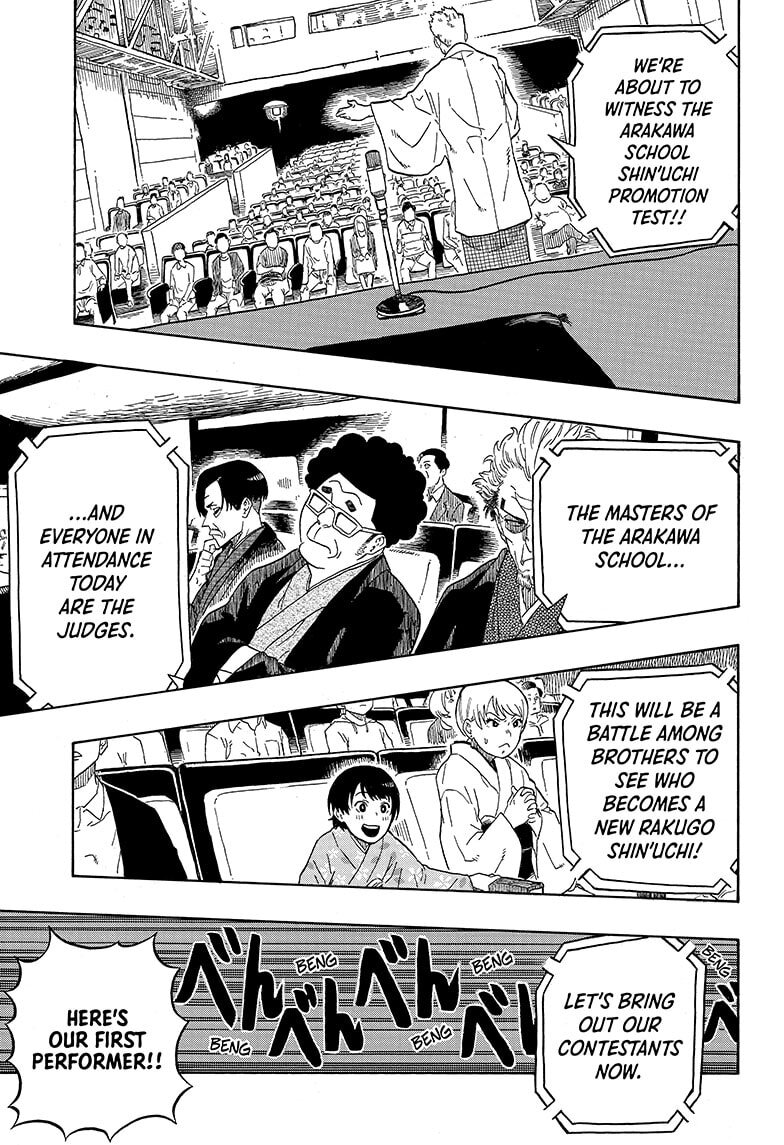 WE'RE
ABOUT TO
WITNESS THE
ARAKAWA
SCHOOL
SHIN'UCHI
PROMOTION
TEST!!
THE MASTERS OF
THE ARAKAWA
SCHOOL...
...AND
EVERYONE IN
ATTENDANCE
TODAY
ARE THE
JUDGES.
THIS WILL BE A
BATTLE AMONG
BROTHERS TO
SEE WHO
BECOMES A
NEW RAKUGO
SHIN'UCHI!
BENG
べ
LET'S BRING
OUT OUR
CONTESTANTS
NOW.
べん
BENG
べん
BENG
べん
BENG
べん
BENG
HERE'S
OUR FIRST
PERFORMER!!